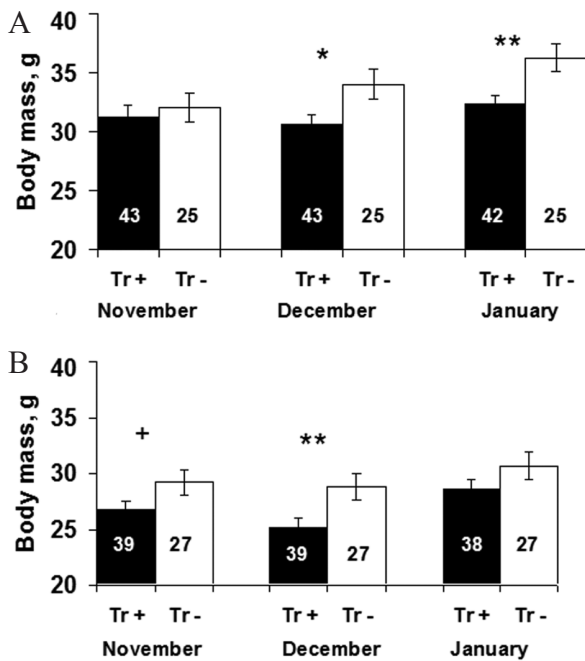 A
Body mass, g
40
35
30
25
20
* **
43 25 43 25 42 25
Tr + Tr - Tr + Tr - Tr + Tr -
November December January
B
Body mass, g
40
35
30
25
20
+ **
39 27 39 27 38 27
Tr + Tr - Tr + Tr - Tr + Tr -
November December January